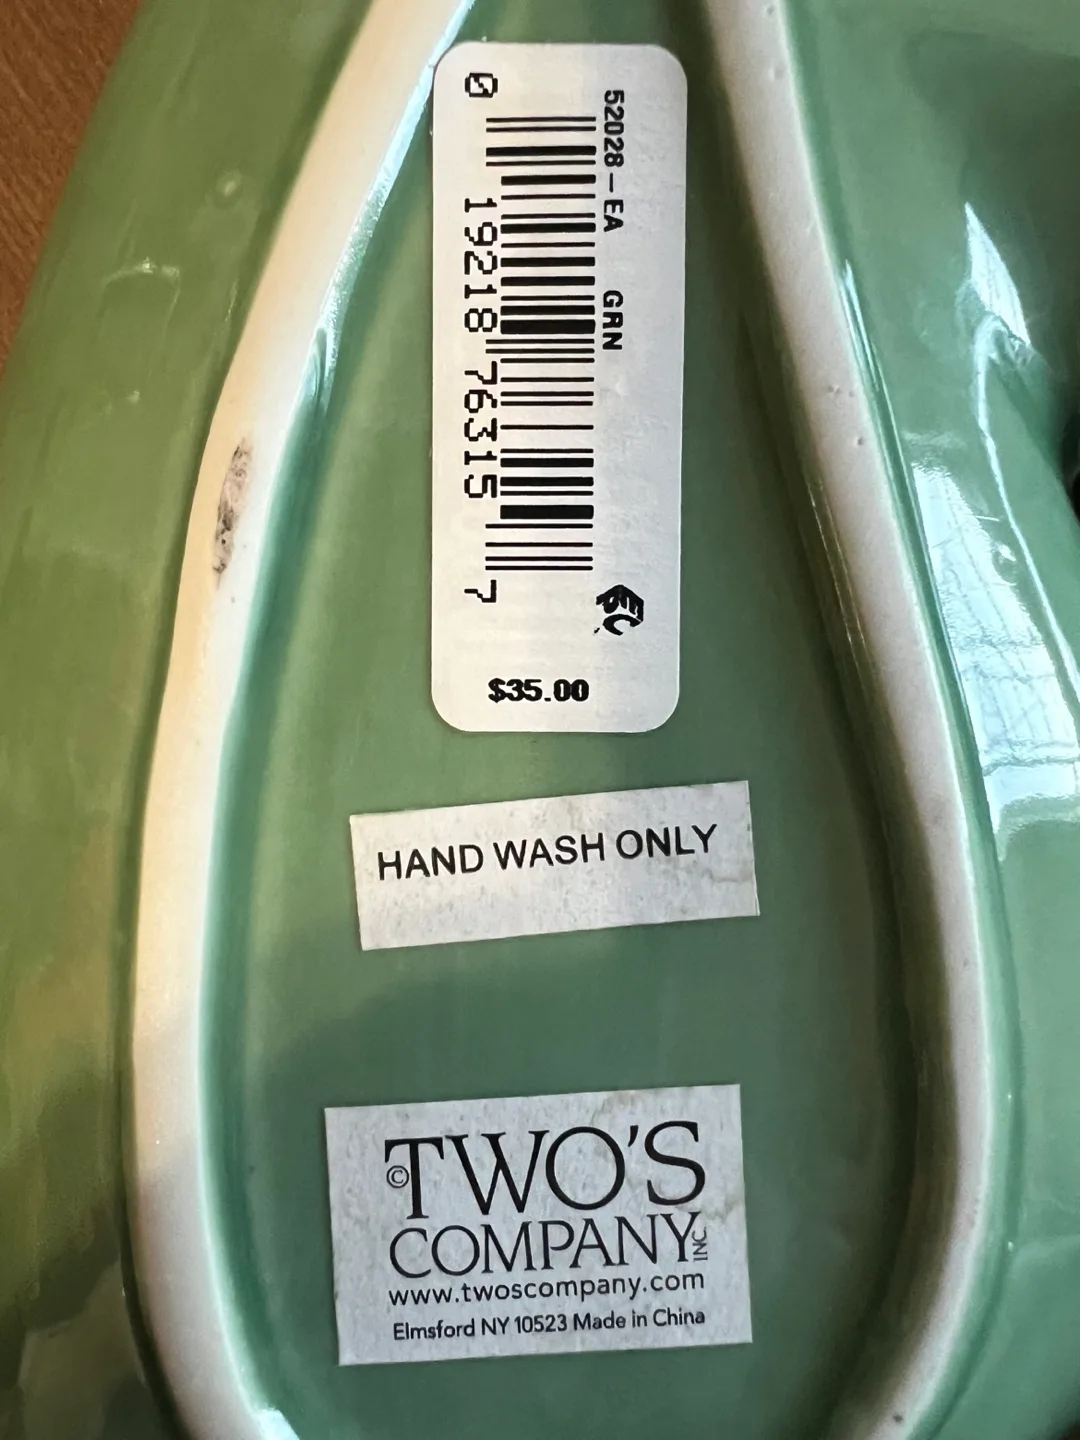 52028-EA GRN
0 19218 76315 7
$35.00
HAND WASH ONLY
©TWO'S
COMPANY INC.
www.twoscompany.com
Elmsford NY 10523 Made in China